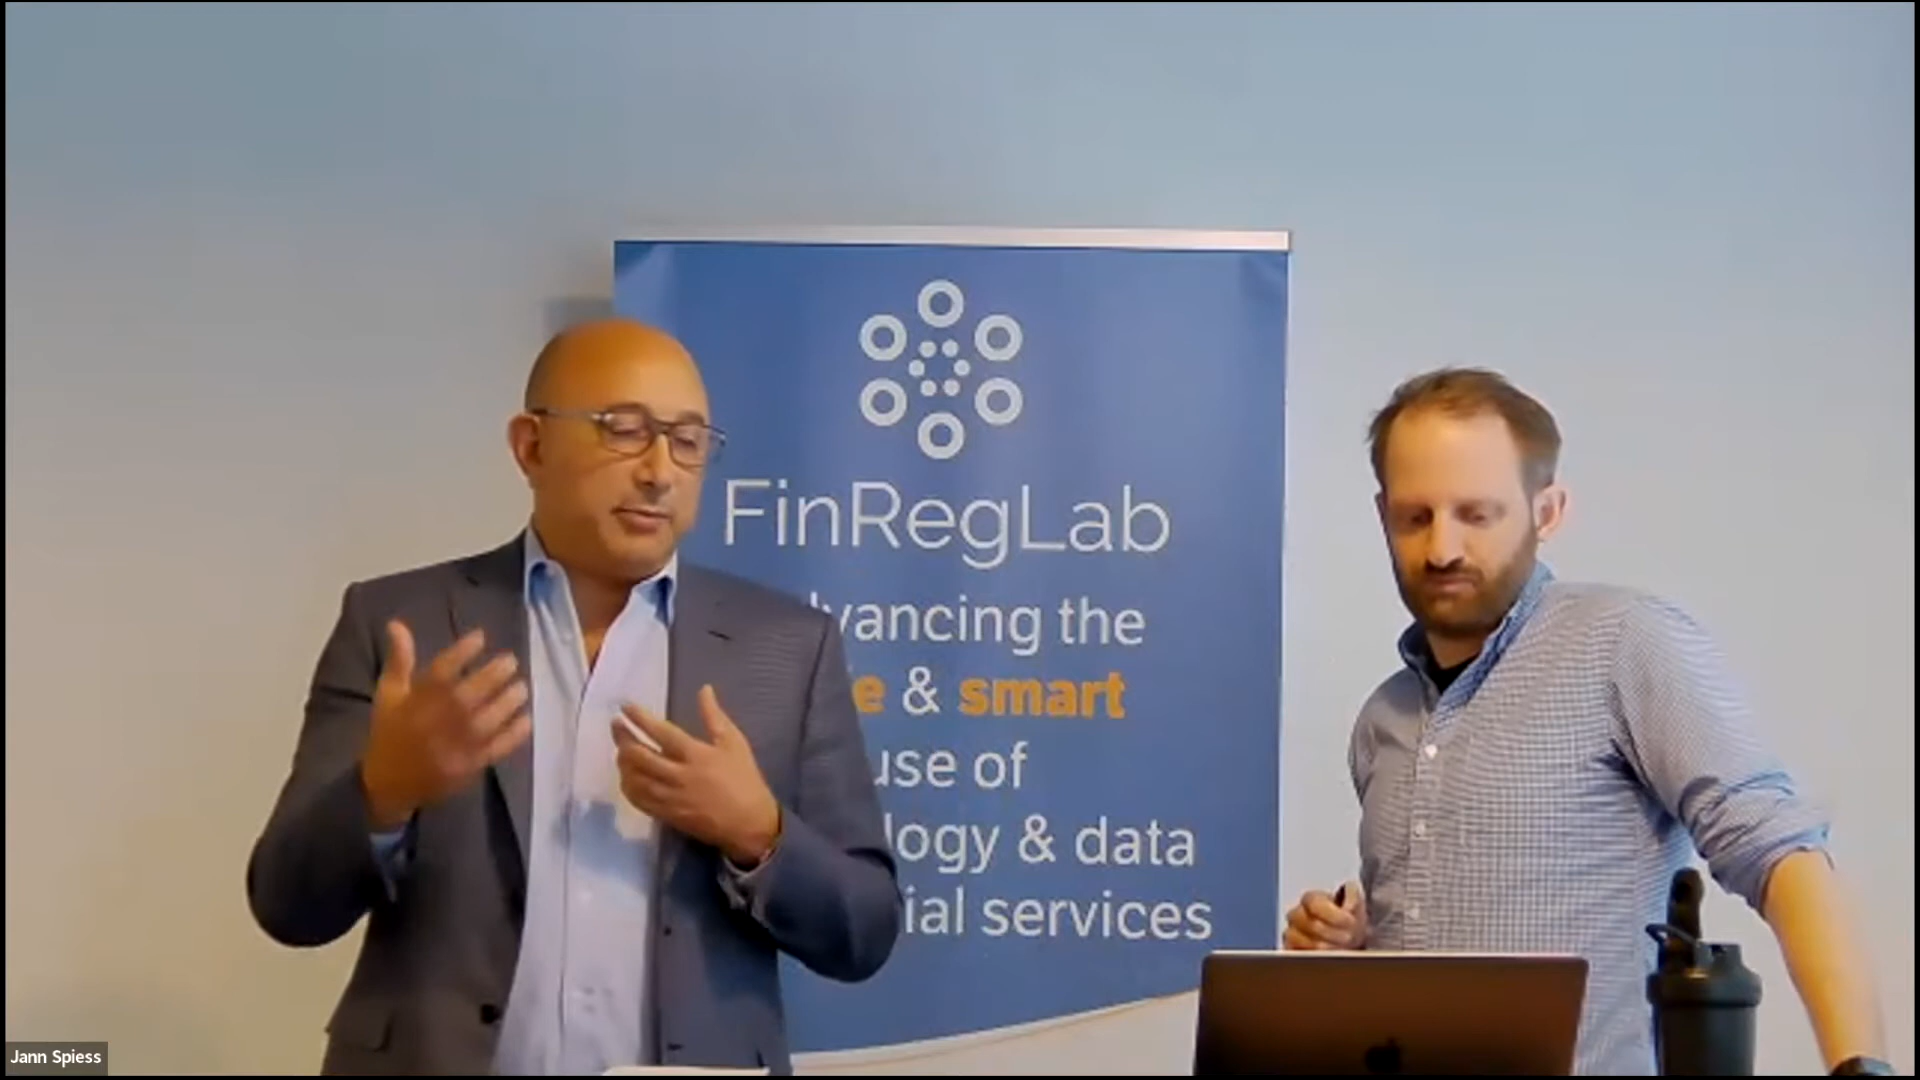 FinRegLab
vancing the
e & smart
use of
logy & data
ial services
Jann Spiess